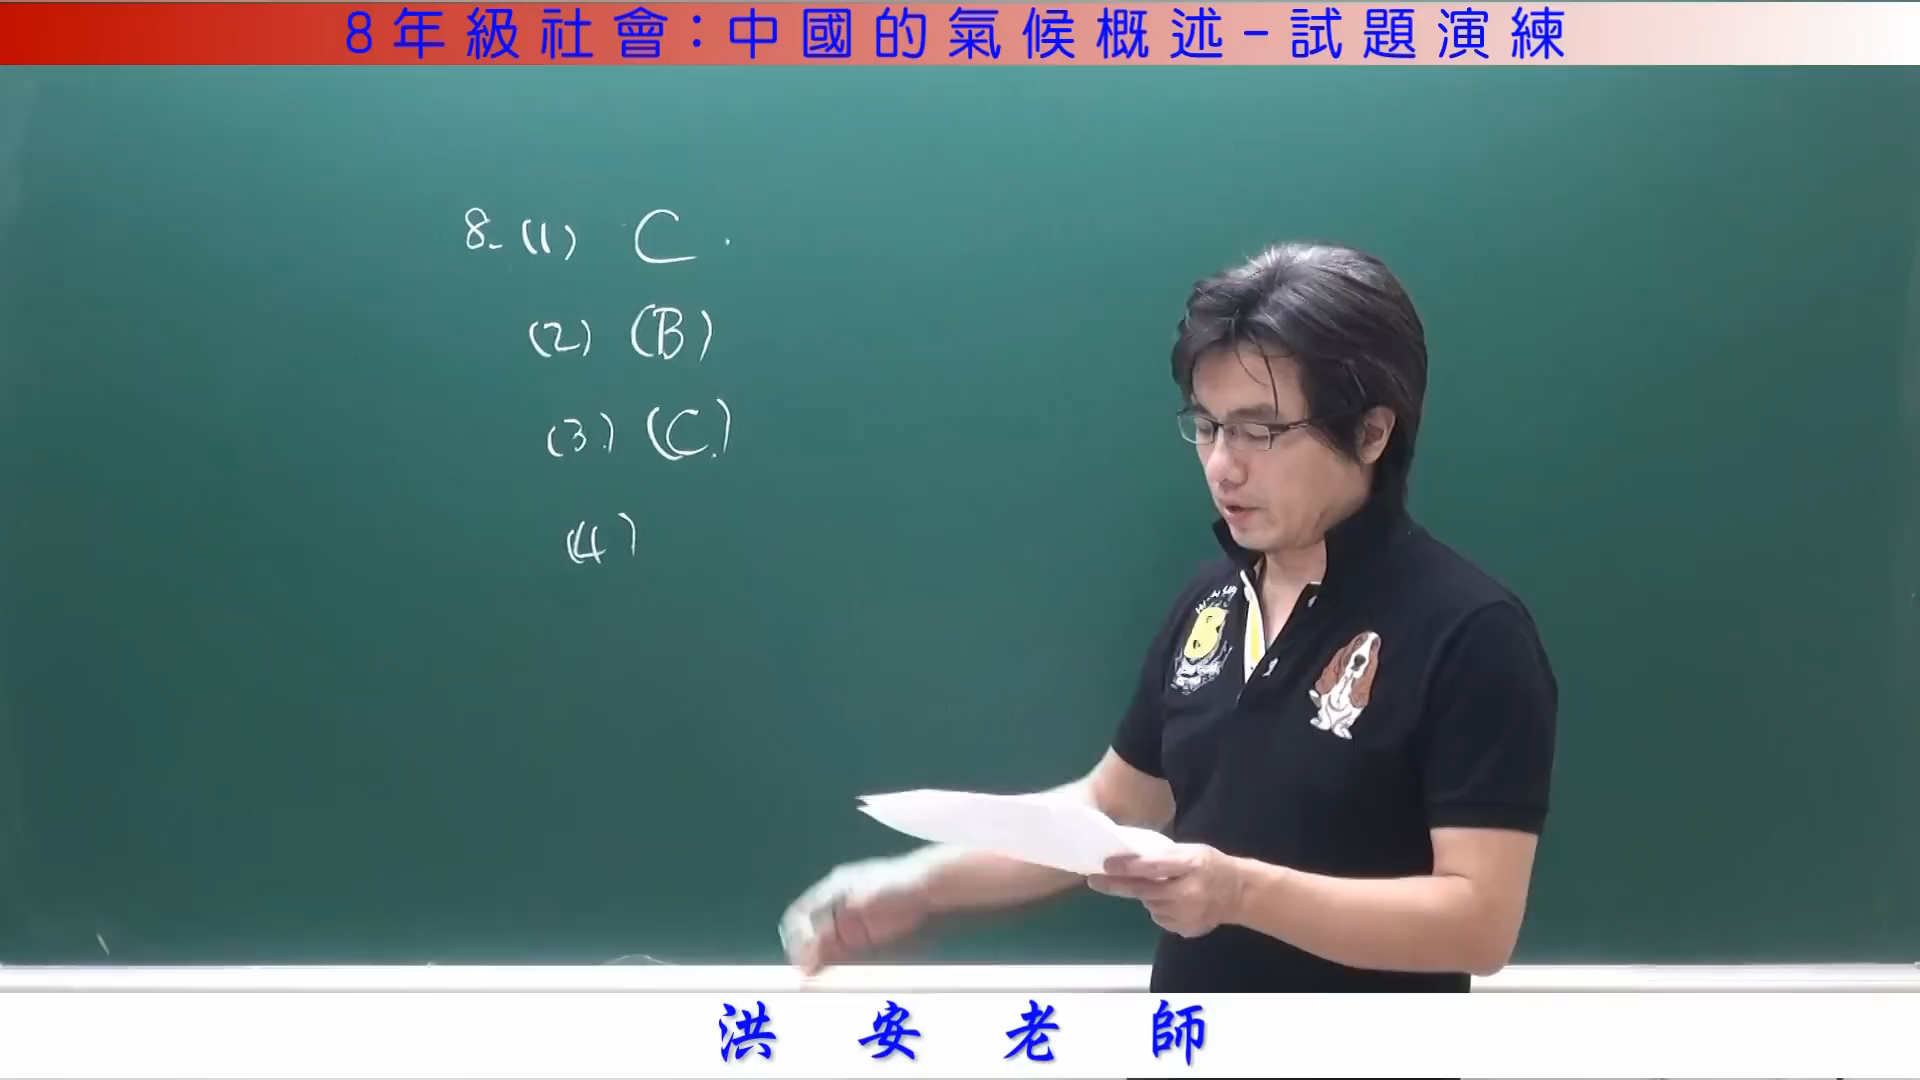 8年級社會:中國的氣候概述-試題演練
8.(1) C.
(2) (B)
(3) (C)
(4)
洪安老師